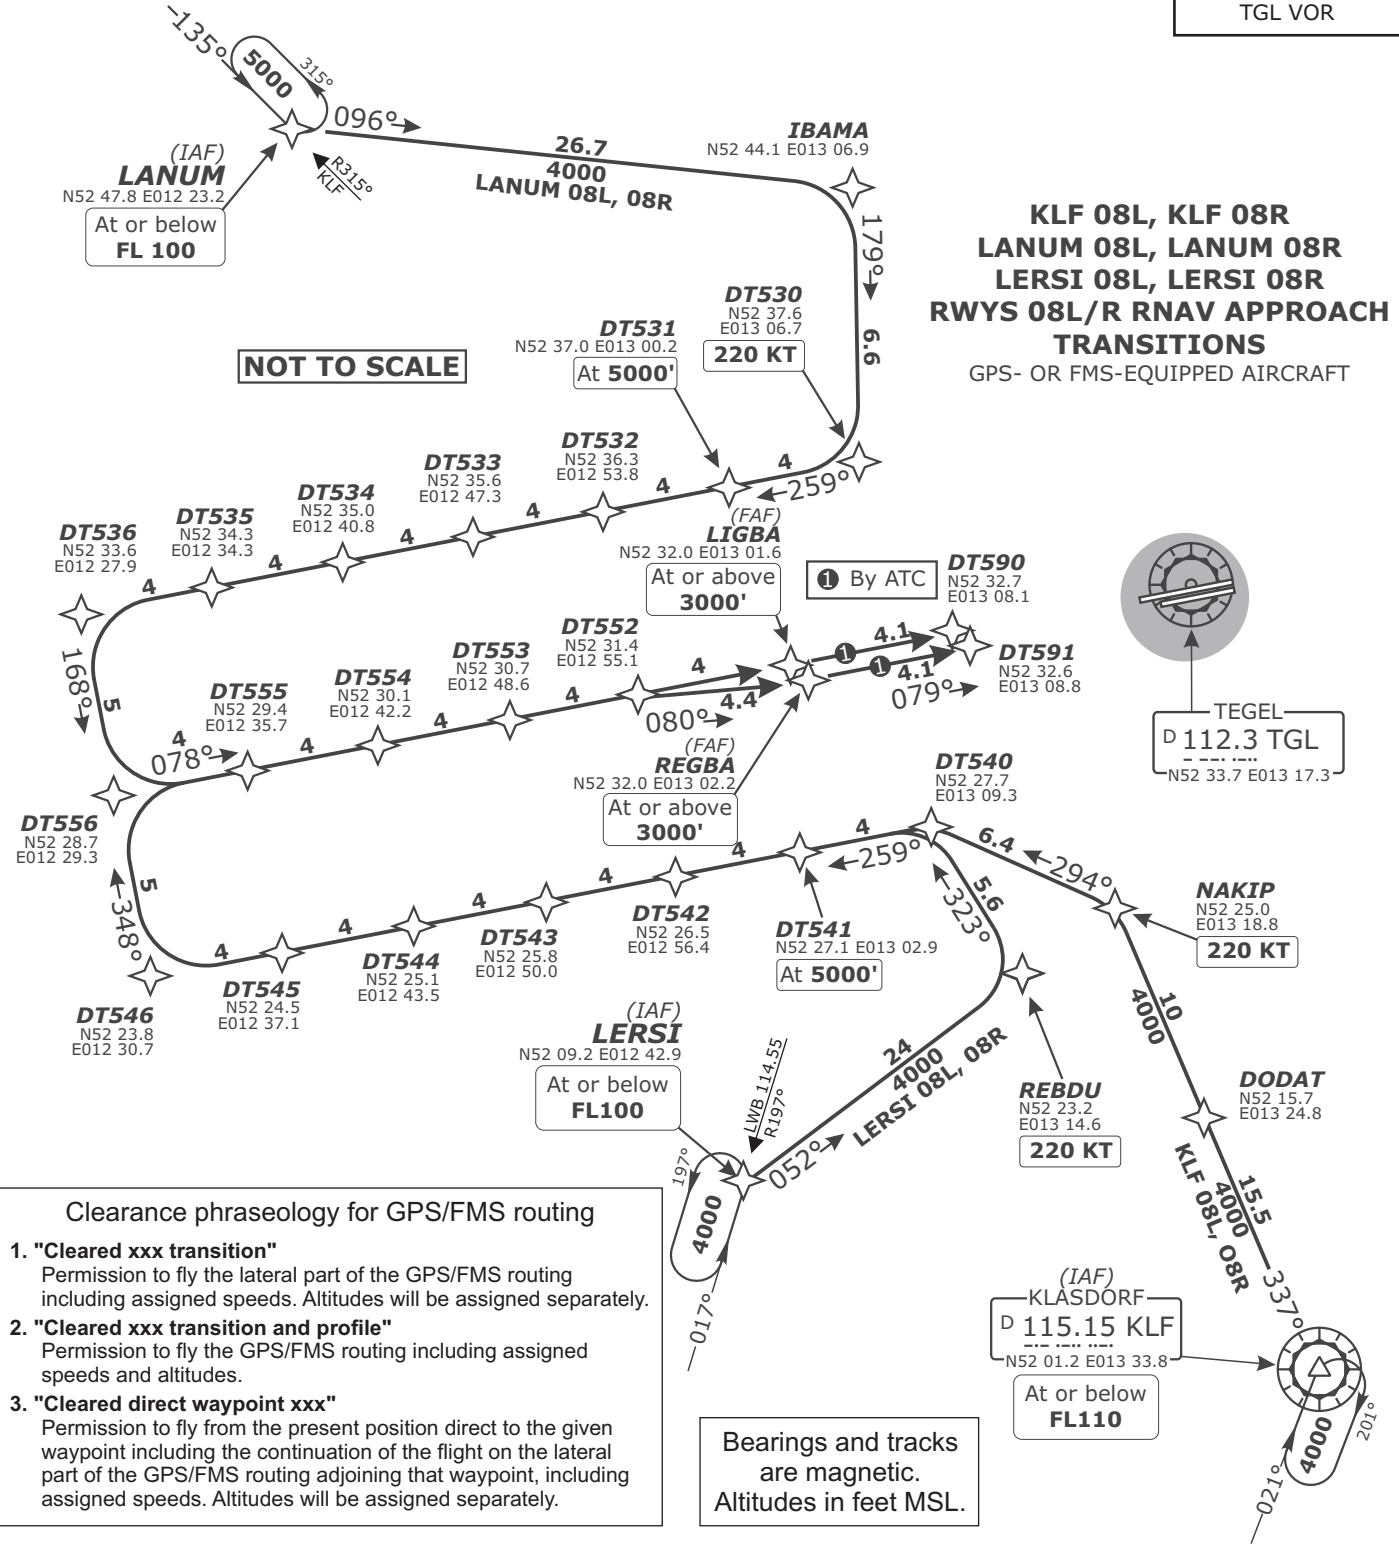 TGL VOR
135°
5000
315°
096°
(IAF)
LANUM
N52 47.8 E012 23.2
At or below
FL 100
R315°
KLF
26.7
4000
LANUM 08L, 08R
IBAMA
N52 44.1 E013 06.9
179°
6.6
KLF 08L, KLF 08R
LANUM 08L, LANUM 08R
LERSI 08L, LERSI 08R
RWYS 08L/R RNAV APPROACH
TRANSITIONS
GPS- OR FMS-EQUIPPED AIRCRAFT
NOT TO SCALE
DT530
N52 37.6
E013 06.7
220 KT
DT531
N52 37.0 E013 00.2
At 5000'
4
259°
DT532
N52 36.3
E012 53.8
4
DT533
N52 35.6
E012 47.3
4
DT534
N52 35.0
E012 40.8
4
DT535
N52 34.3
E012 34.3
4
DT536
N52 33.6
E012 27.9
4
168°
5
(FAF)
LIGBA
N52 32.0 E013 01.6
At or above
3000'
1 By ATC
DT590
N52 32.7
E013 08.1
4.1
1
DT591
N52 32.6
E013 08.8
1
4.1
079°
DT552
N52 31.4
E012 55.1
4
4.4
080°
DT553
N52 30.7
E012 48.6
4
DT554
N52 30.1
E012 42.2
4
DT555
N52 29.4
E012 35.7
4
4
078°
(FAF)
REGBA
N52 32.0 E013 02.2
At or above
3000'
TEGEL
D 112.3 TGL
N52 33.7 E013 17.3
DT556
N52 28.7
E012 29.3
5
348°
DT540
N52 27.7
E013 09.3
6.4
294°
4
259°
5.6
323°
NAKIP
N52 25.0
E013 18.8
220 KT
DT541
N52 27.1 E013 02.9
At 5000'
4
DT542
N52 26.5
E012 56.4
4
DT543
N52 25.8
E012 50.0
4
DT544
N52 25.1
E012 43.5
4
DT545
N52 24.5
E012 37.1
4
DT546
N52 23.8
E012 30.7
10
4000
DODAT
N52 15.7
E013 24.8
(IAF)
LERSI
N52 09.2 E012 42.9
At or below
FL100
LWB 114.55
R197°
24
4000
LERSI 08L, 08R
052°
REBDU
N52 23.2
E013 14.6
220 KT
197°
4000
017°
15.5
4000
KLF 08L, O8R
337°
(IAF)
KLASDORF
D 115.15 KLF
N52 01.2 E013 33.8
At or below
FL110
4000
201°
021°
Clearance phraseology for GPS/FMS routing
1. "Cleared xxx transition"
Permission to fly the lateral part of the GPS/FMS routing
including assigned speeds. Altitudes will be assigned separately.
2. "Cleared xxx transition and profile"
Permission to fly the GPS/FMS routing including assigned
speeds and altitudes.
3. "Cleared direct waypoint xxx"
Permission to fly from the present position direct to the given
waypoint including the continuation of the flight on the lateral
part of the GPS/FMS routing adjoining that waypoint, including
assigned speeds. Altitudes will be assigned separately.
Bearings and tracks
are magnetic.
Altitudes in feet MSL.